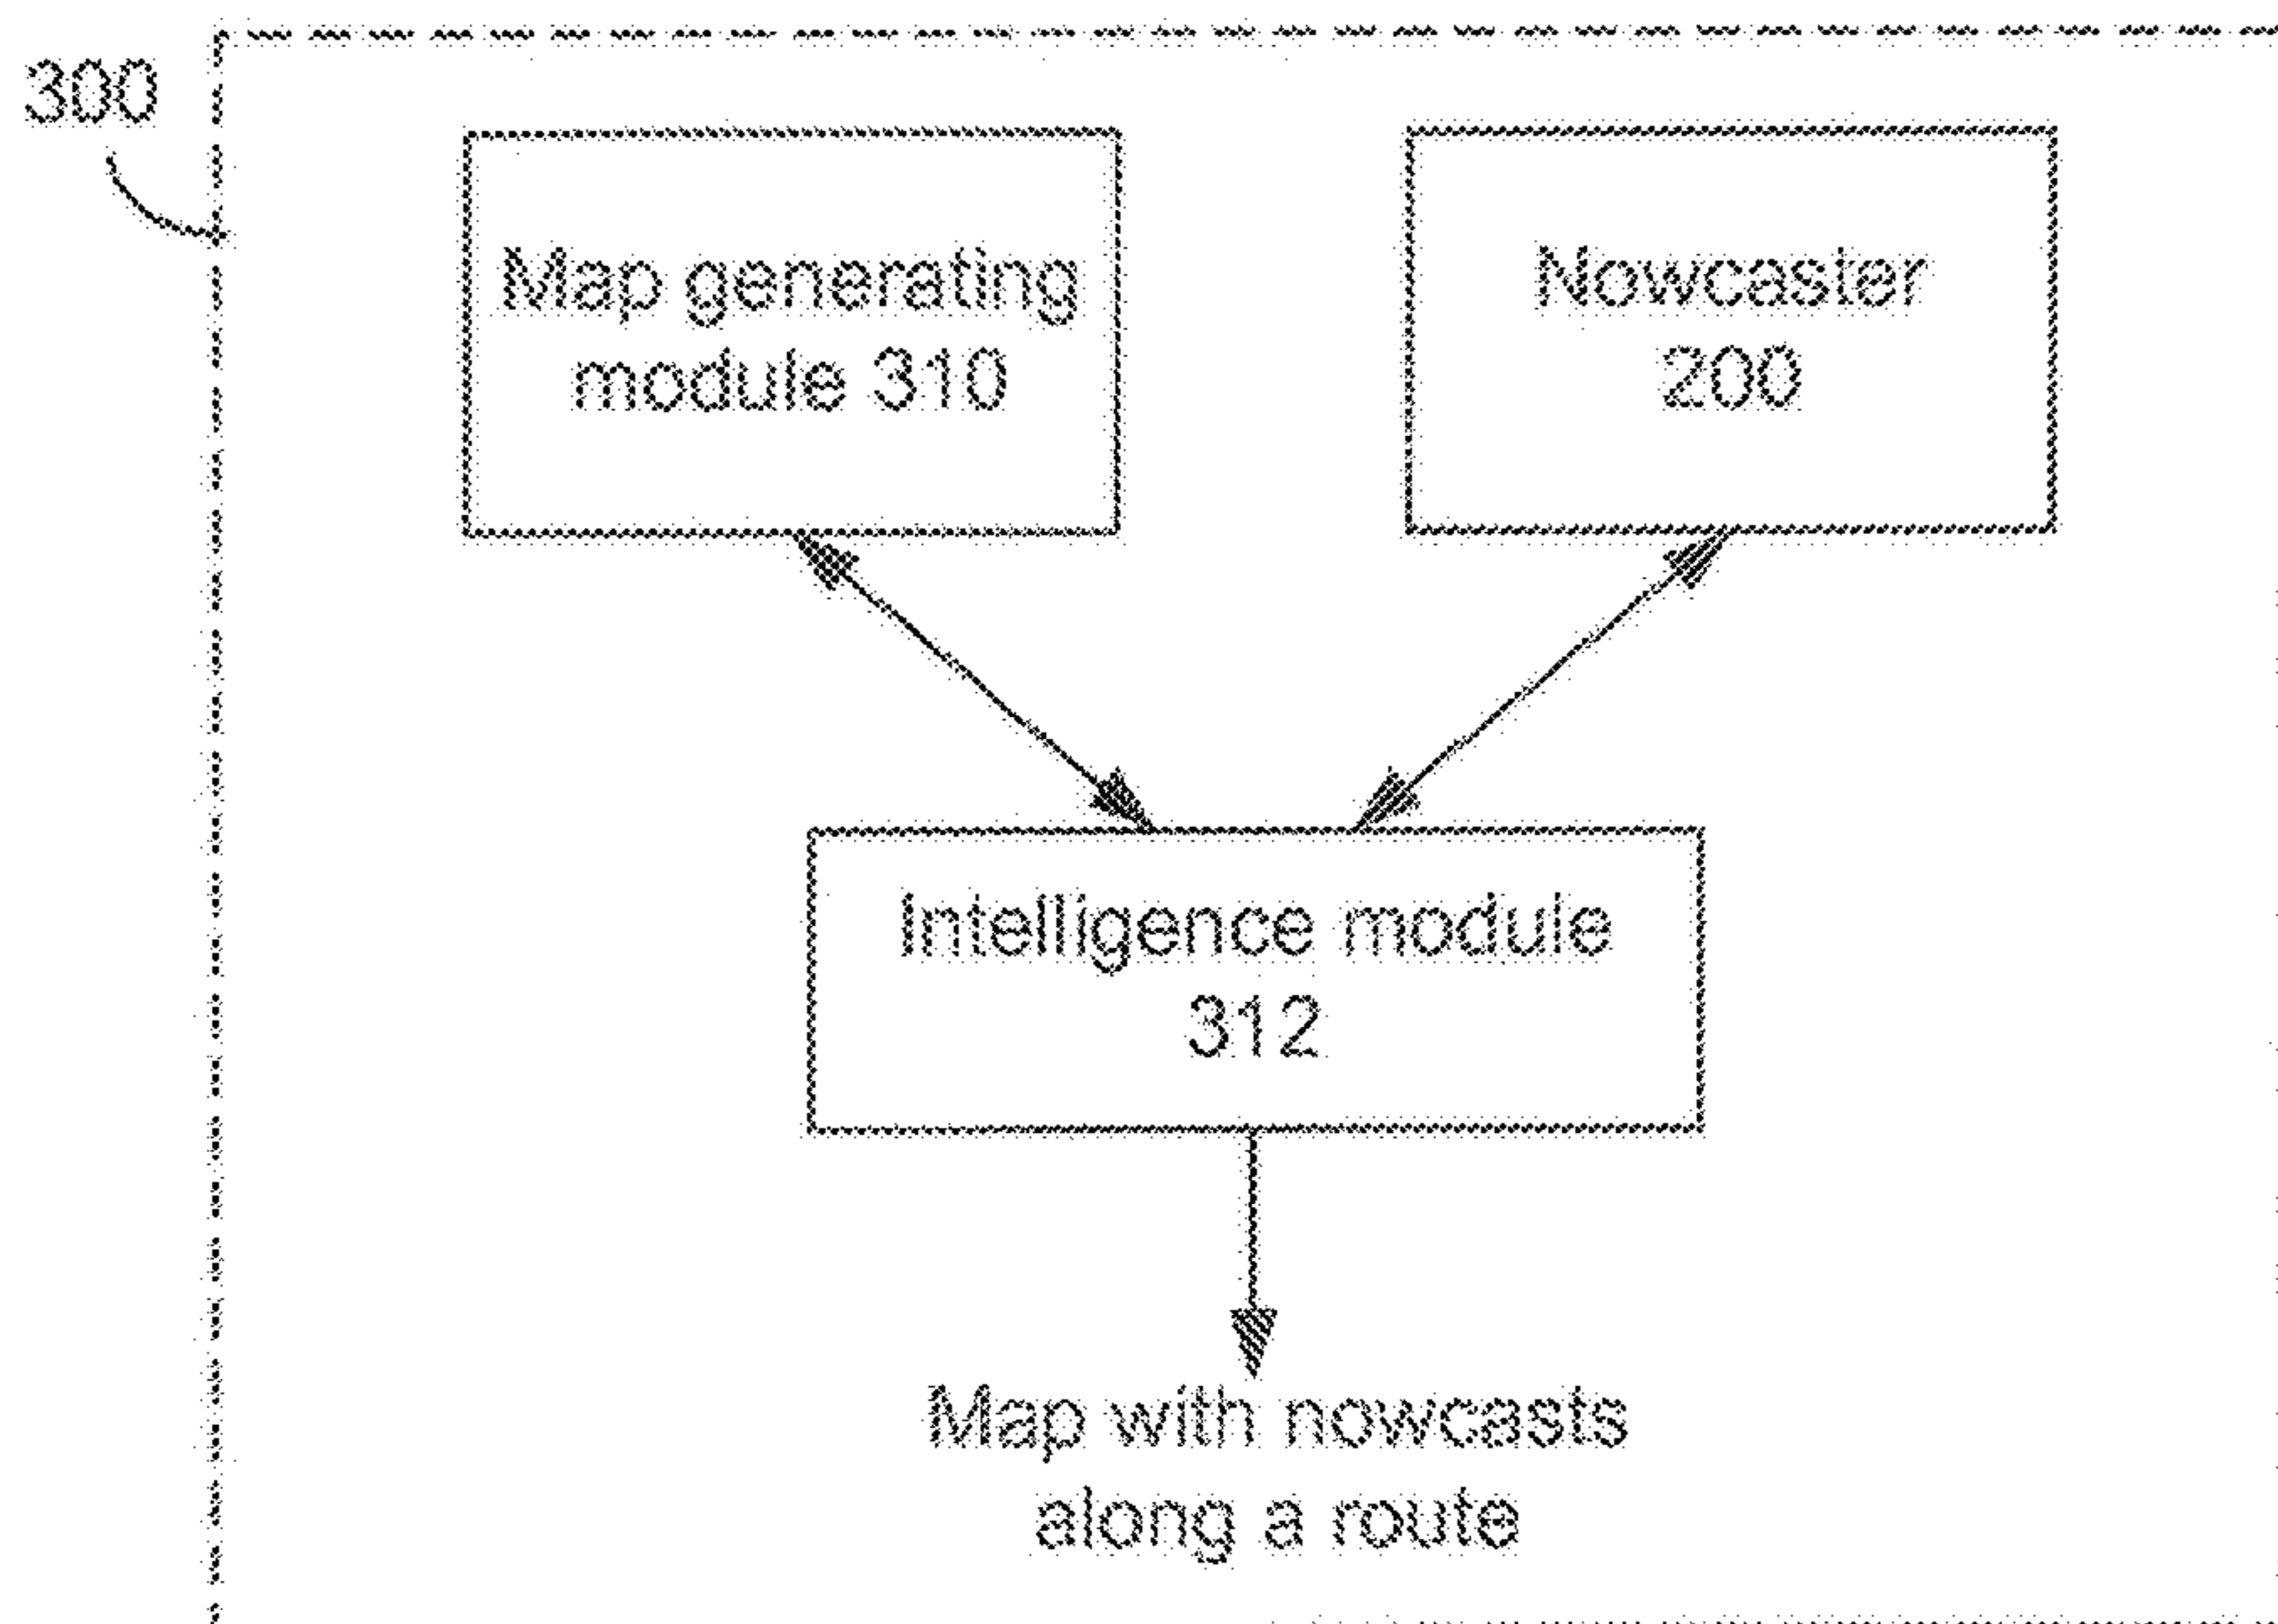 300
Map generating
module 310
Nowcaster
200
Intelligence module
312
Map with nowcasts
along a route